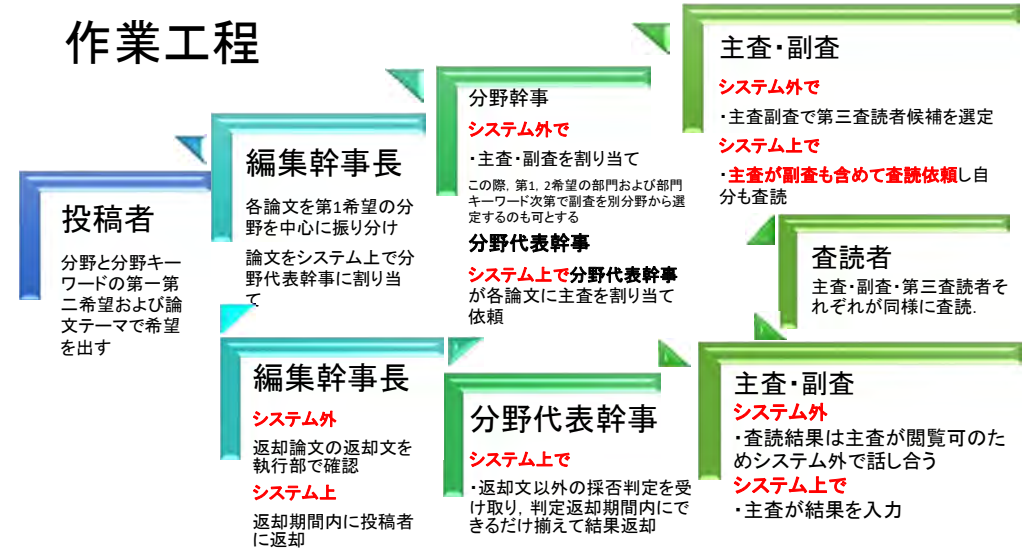 作業工程
投稿者
分野と分野キー
ワードの第一第
二希望および論
文テーマで希望
を出す
編集幹事長
各論文を第1希望の分
野を中心に振り分け
論文をシステム上で分
野代表幹事に割り当
て
分野幹事
システム外で
・主査・副査を割り当て
この際，第1，2希望の部門および部門
キーワード次第で副査を別分野から選
定するのも可とする
分野代表幹事
システム上で分野代表幹事
が各論文に主査を割り当て
依頼
主査・副査
システム外で
・主査副査で第三査読者候補を選定
システム上で
・主査が副査も含めて査読依頼し自
分も査読
査読者
主査・副査・第三査読者そ
れぞれが同様に査読．
主査・副査
システム外
・査読結果は主査が閲覧可のた
めシステム外で話し合う
システム上で
・主査が結果を入力
分野代表幹事
システム上で
・返却文以外の採否判定を受
け取り，判定返却期間内にで
きるだけ揃えて結果返却
編集幹事長
システム外
返却論文の返却文を
執行部で確認
システム上
返却期間内に投稿者
に返却